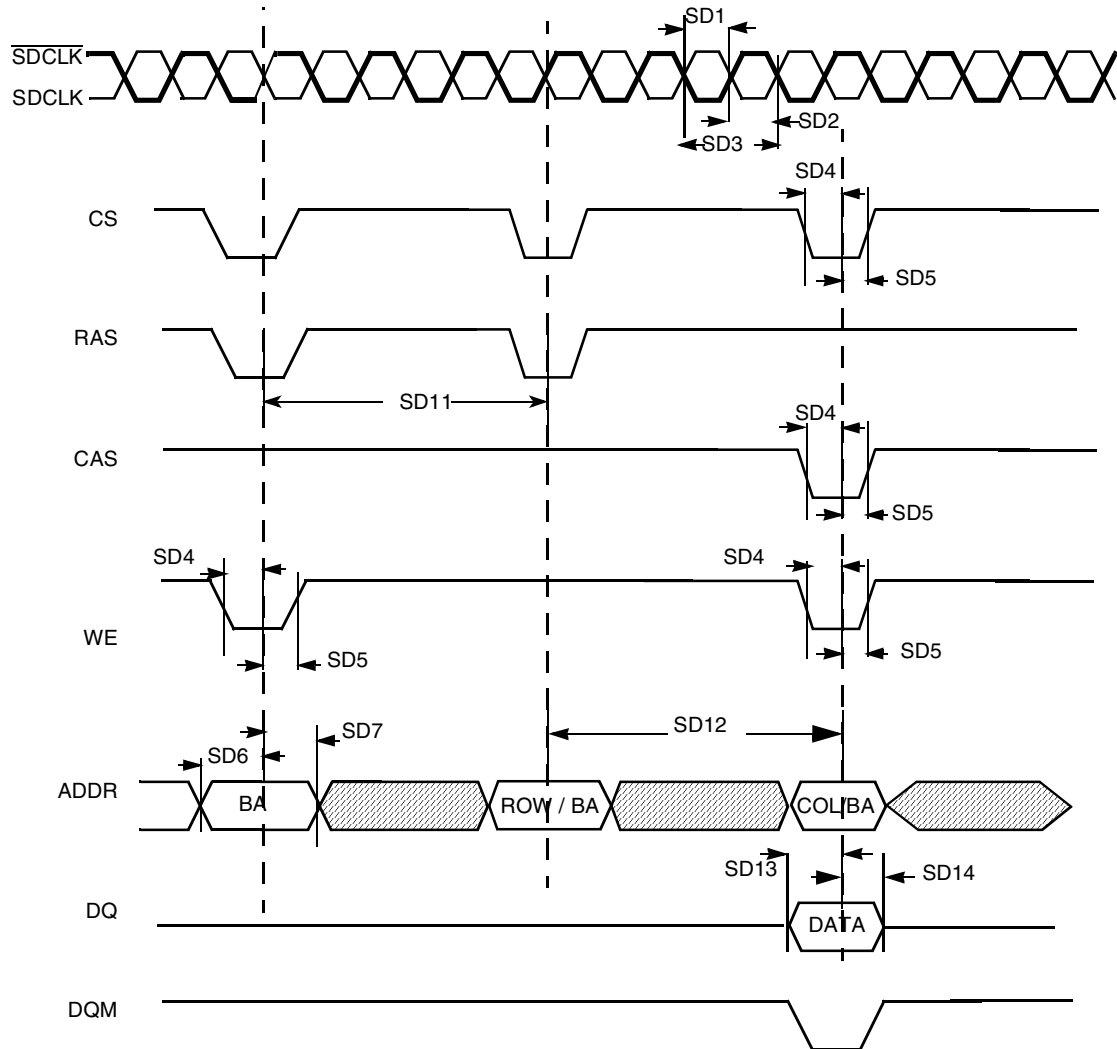 SD1
SDCLK
SDCLK
SD2
SD3
SD4
CS
SD5
RAS
SD11
SD4
CAS
SD5
SD4
SD4
WE
SD5
SD5
SD12
SD7
SD6
ADDR
BA
ROW / BA
COL/BA
SD13
SD14
DQ
DATA
DQM